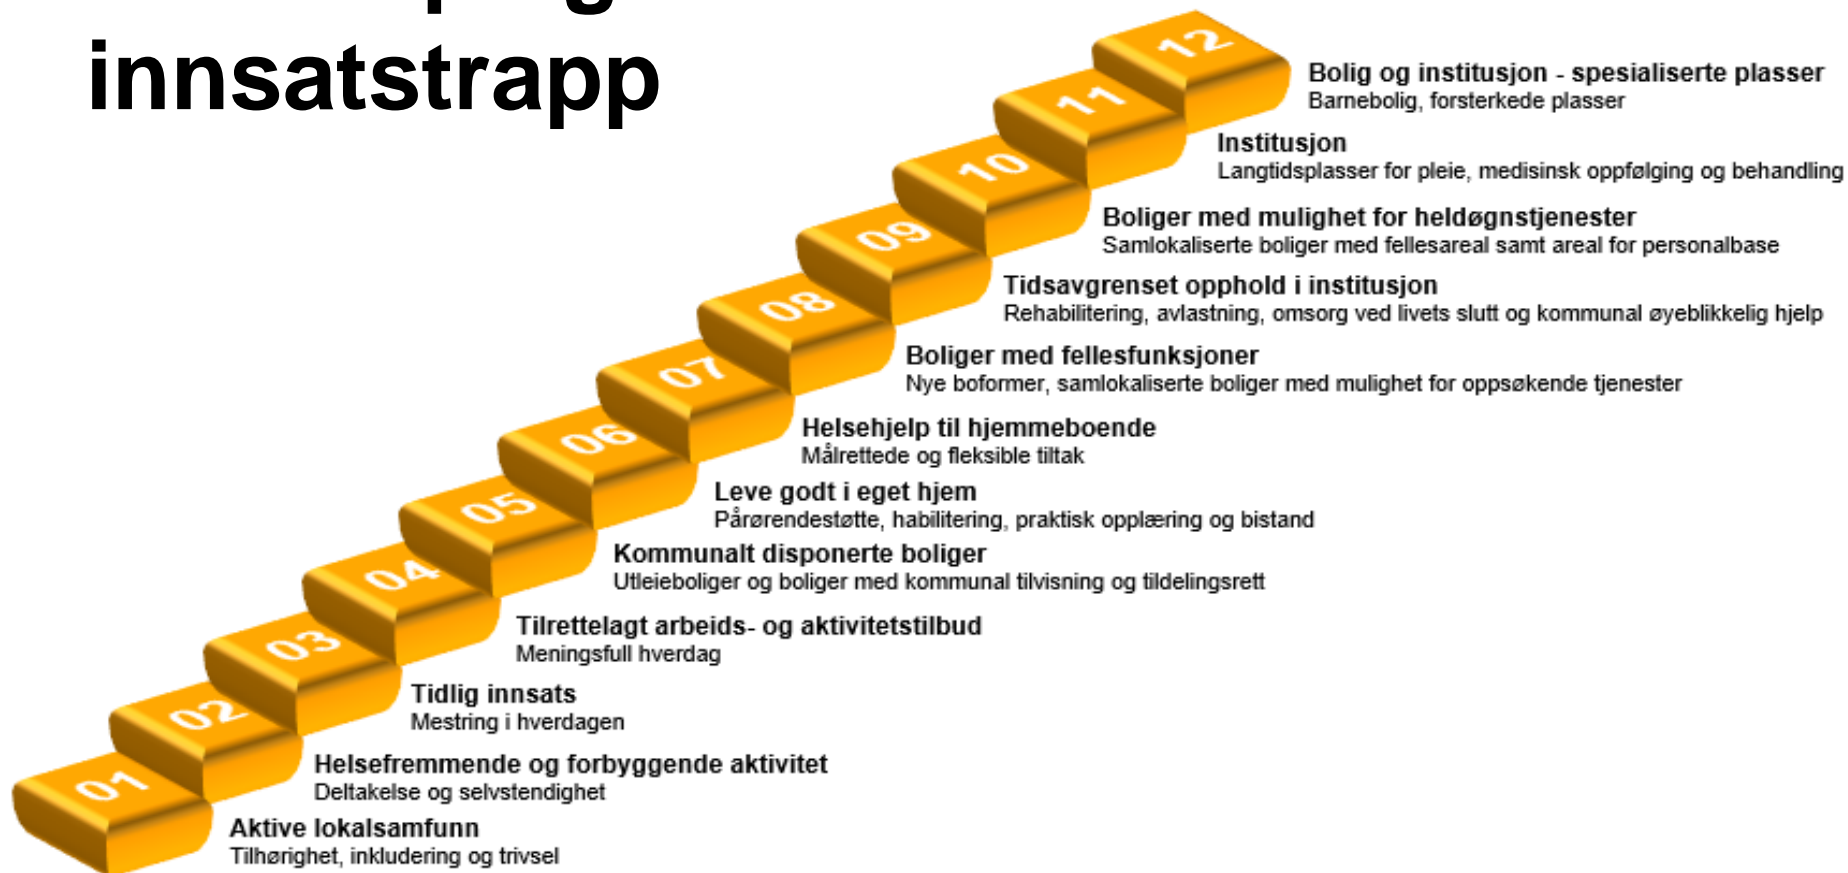 innsatstrapp
12
Bolig og institusjon - spesialiserte plasser
Barnebolig, forsterkede plasser
11
Institusjon
Langtidsplasser for pleie, medisinsk oppfølging og behandling
10
Boliger med mulighet for heldøgnstjenester
Samlokaliserte boliger med fellesareal samt areal for personalbase
09
Tidsavgrenset opphold i institusjon
Rehabilitering, avlastning, omsorg ved livets slutt og kommunal øyeblikkelig hjelp
08
Boliger med fellesfunksjoner
Nye boformer, samlokaliserte boliger med mulighet for oppsøkende tjenester
07
Helsehjelp til hjemmeboende
Målrettede og fleksible tiltak
06
Leve godt i eget hjem
Pårørendestøtte, habilitering, praktisk opplæring og bistand
05
Kommunalt disponerte boliger
Utleieboliger og boliger med kommunal tilvisning og tildelingsrett
04
Tilrettelagt arbeids- og aktivitetstilbud
Meningsfull hverdag
03
Tidlig innsats
Mestring i hverdagen
02
Helsefremmende og forbyggende aktivitet
Deltakelse og selvstendighet
01
Aktive lokalsamfunn
Tilhørighet, inkludering og trivsel